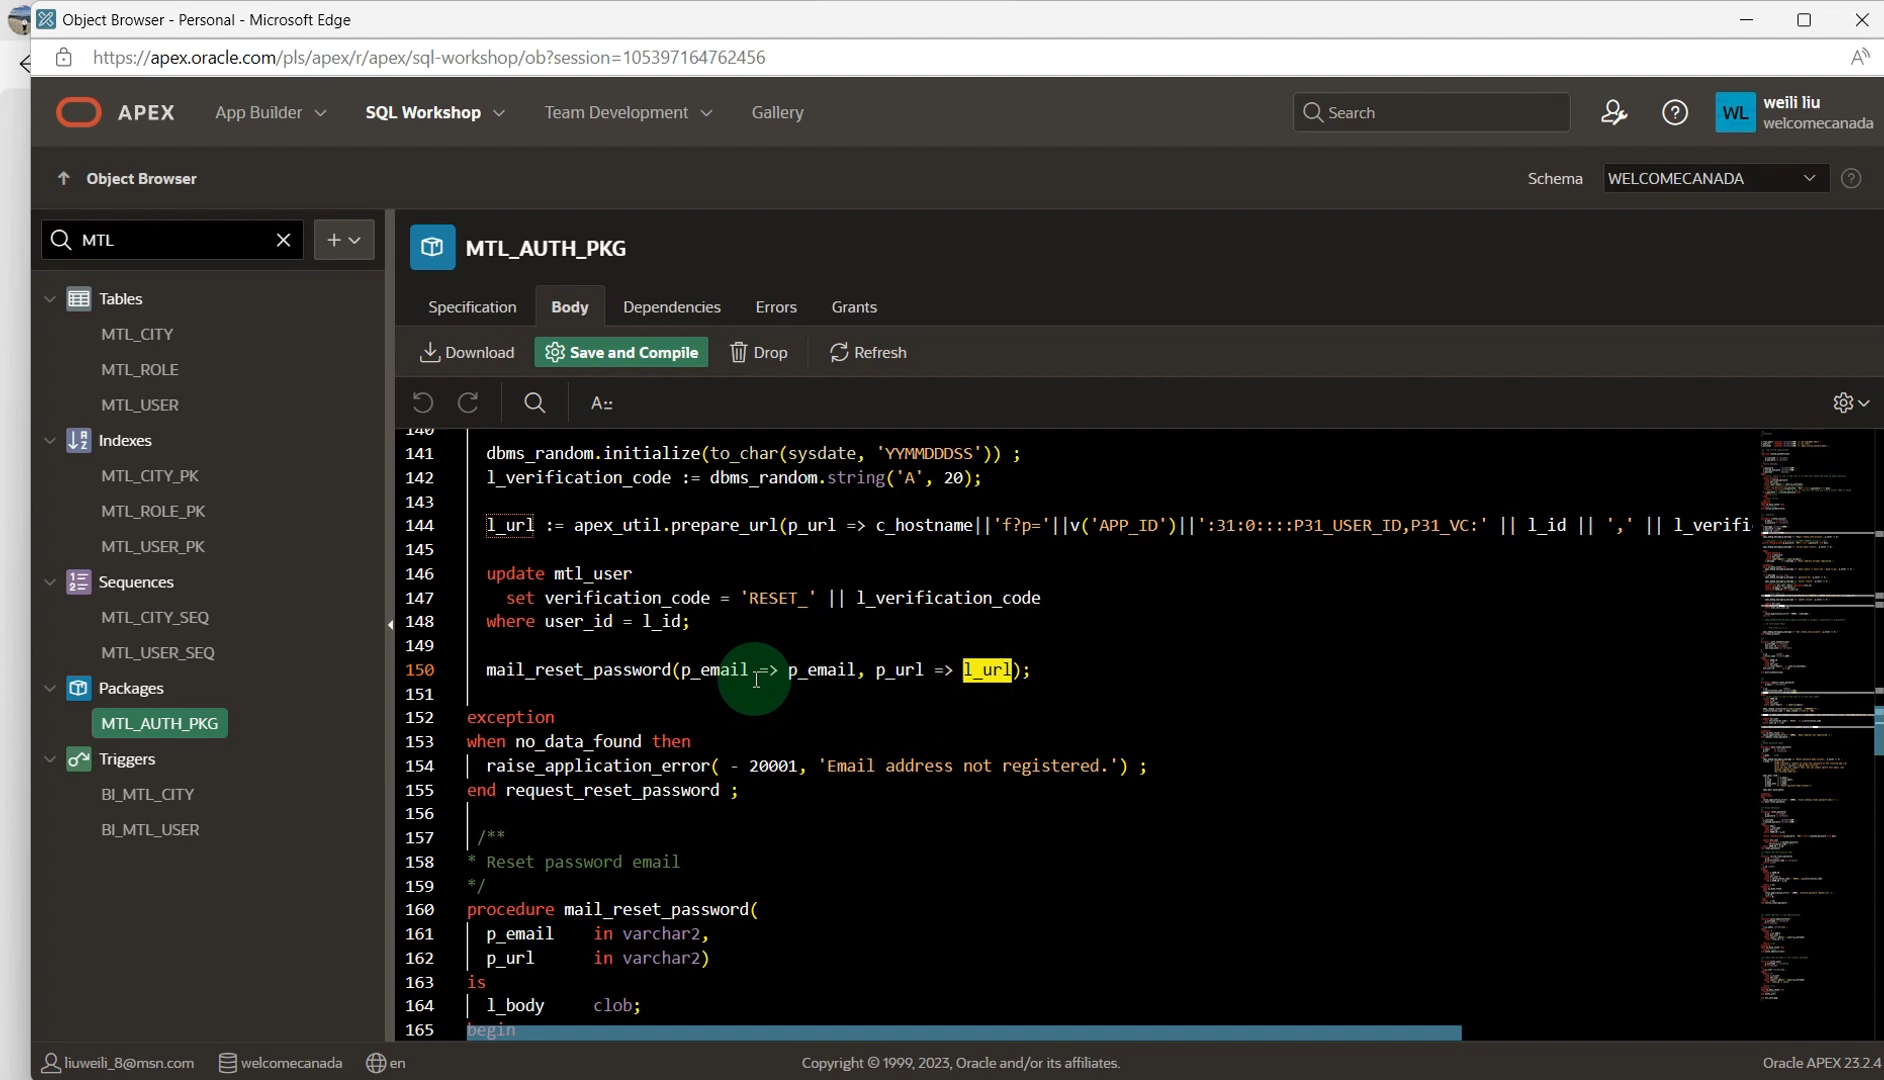 Object Browser - Personal - Microsoft Edge
https://apex.oracle.com/pls/apex/r/apex/sql-workshop/ob?session=105397164762456
APEX App Builder SQL Workshop Team Development Gallery Search WL weili liu
welcomecanada
Object Browser Schema WELCOMECANADA
MTL
Tables
MTL_CITY
MTL_ROLE
MTL_USER
Indexes
MTL_CITY_PK
MTL_ROLE_PK
MTL_USER_PK
Sequences
MTL_CITY_SEQ
MTL_USER_SEQ
Packages
MTL_AUTH_PKG
Triggers
BI_MTL_CITY
BI_MTL_USER
MTL_AUTH_PKG
Specification Body Dependencies Errors Grants
Download Save and Compile Drop Refresh
140
141 dbms_random.initialize(to_char(sysdate, 'YYMMDDDSS')) ;
142 l_verification_code := dbms_random.string('A', 20);
143
144 l_url := apex_util.prepare_url(p_url => c_hostname||'f?p='||v('APP_ID')||':31:0::::P31_USER_ID,P31_VC:' || l_id || ',' || l_verifi
145
146 update mtl_user
147 set verification_code = 'RESET_' || l_verification_code
148 where user_id = l_id;
149
150 mail_reset_password(p_email => p_email, p_url => l_url);
151
152 exception
153 when no_data_found then
154 raise_application_error( - 20001, 'Email address not registered.') ;
155 end request_reset_password ;
156
157 /**
158 * Reset password email
159 */
160 procedure mail_reset_password(
161 p_email in varchar2,
162 p_url in varchar2)
163 is
164 l_body clob;
165 begin
liuweili_8@msn.com welcomecanada en Copyright © 1999, 2023, Oracle and/or its affiliates. Oracle APEX 23.2.4